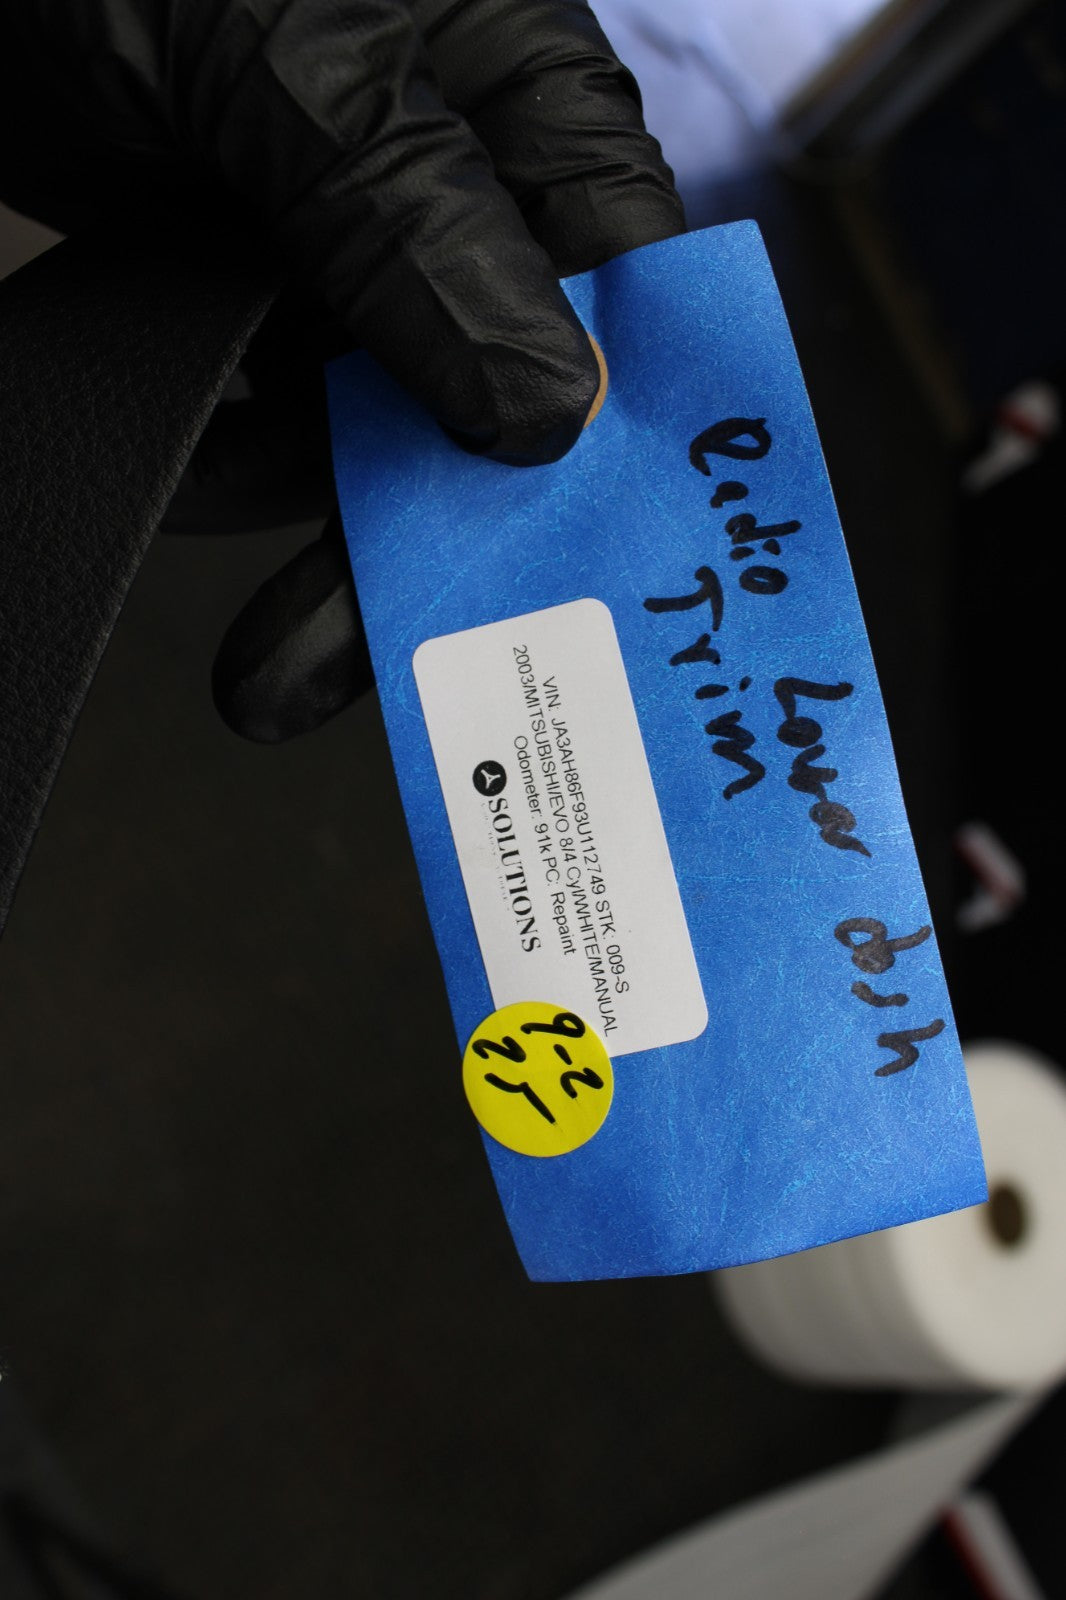 Radio Lower dash
Trim
VIN: JA3AH86F93U112749 STK: 009-S
2003/MITSUBISHI/EVO 8/4 Cyl/WHITE/MANUAL
Odometer: 91k PC: Repaint
SOLUTIONS
9-2
25